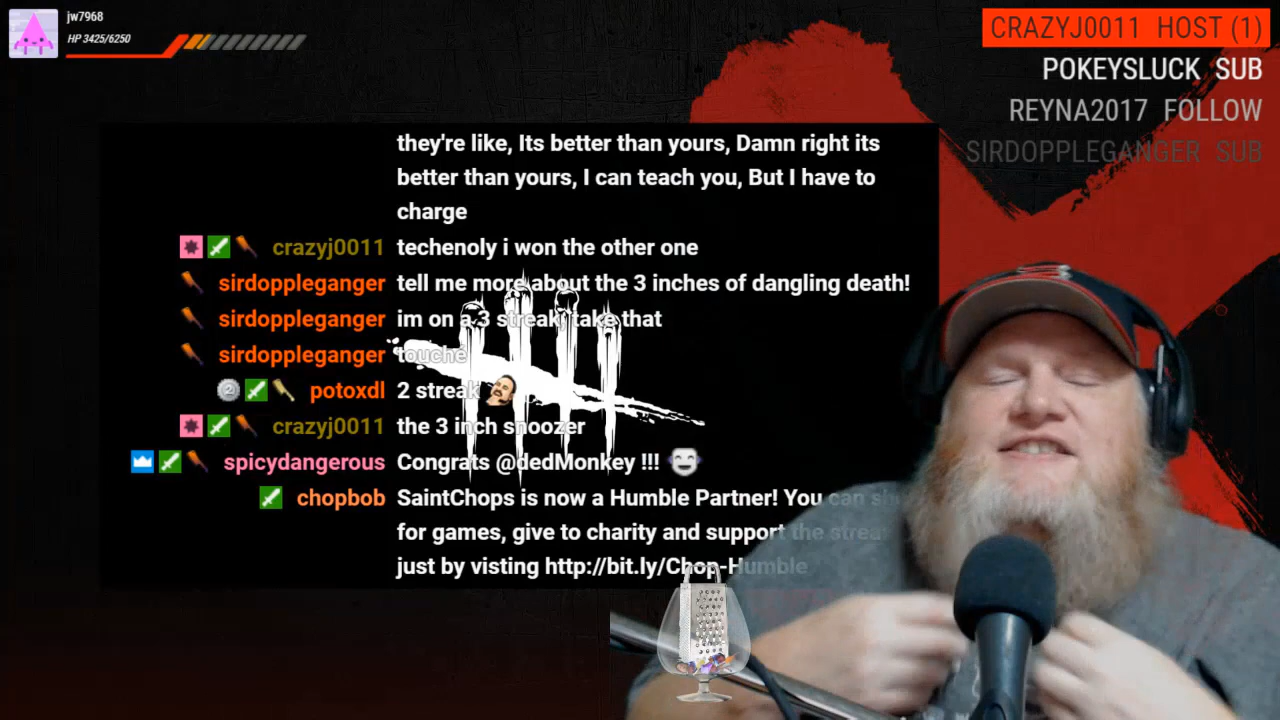 jw7968
HP 3425/6250
CRAZYJ0011 HOST (1)
POKEYSLUCK SUB
REYNA2017 FOLLOW
SIRDOPPLEGANGER SUB
they're like, Its better than yours, Damn right its
better than yours, I can teach you, But I have to
charge
crazyj0011 techenoly i won the other one
sirdoppleganger tell me more about the 3 inches of dangling death!
sirdoppleganger im on a 3 streak, take that
sirdoppleganger touché
potoxdl 2 streak
crazyj0011 the 3 inch snoozer
spicydangerous Congrats @dedMonkey !!!
chopbob SaintChops is now a Humble Partner! You can
for games, give to charity and support the
just by visting http://bit.ly/Chop-Humble